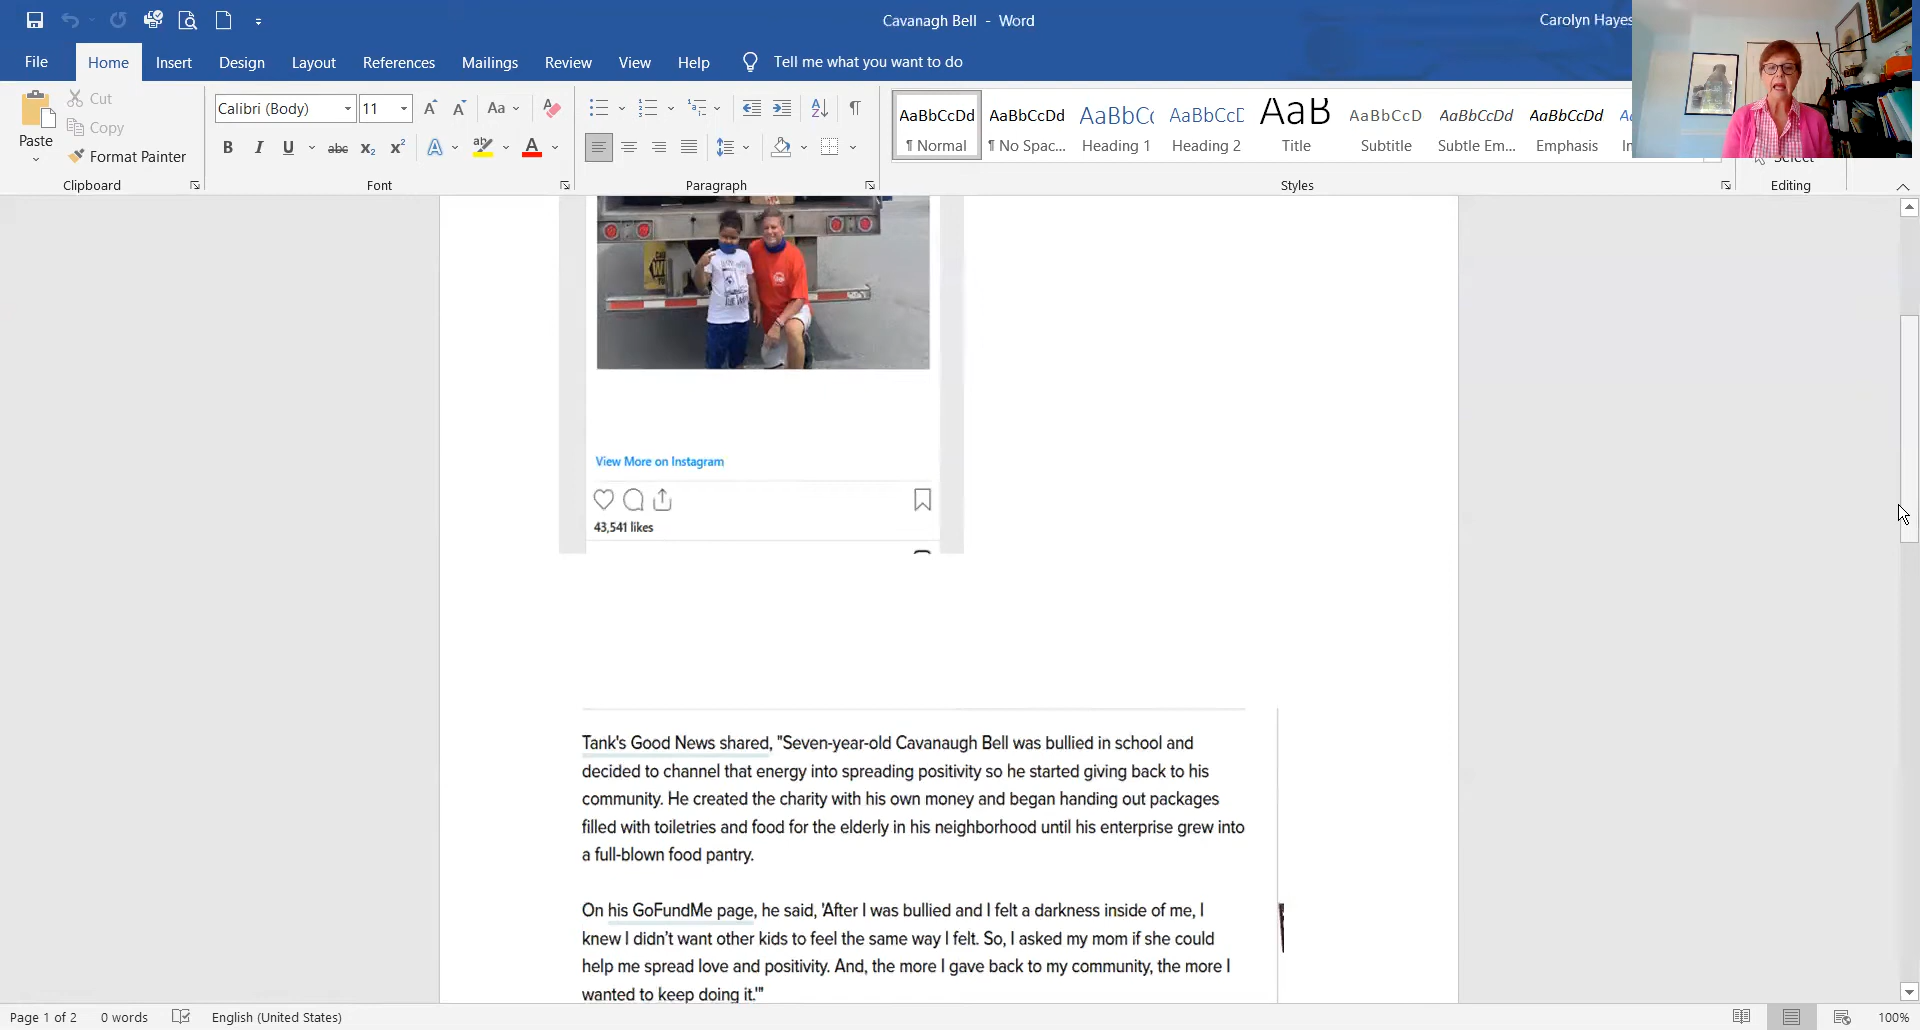 Cavanagh Bell - Word
Carolyn Hayes
File Home Insert Design Layout References Mailings Review View Help Tell me what you want to do
Paste
Cut
Copy
Format Painter
Clipboard
Calibri (Body) 11
Aa
B I U abc x₂ x² A ab A
Font
Paragraph
AaBbCcDd AaBbCcDd AaBbCc AaBbCcD AaB AaBbCcD AaBbCcDd AaBbCcDd
¶ Normal ¶ No Spac... Heading 1 Heading 2 Title Subtitle Subtle Em... Emphasis
Styles
Select
Editing
View More on Instagram
43,541 likes
Tank's Good News shared, "Seven-year-old Cavanaugh Bell was bullied in school and
decided to channel that energy into spreading positivity so he started giving back to his
community. He created the charity with his own money and began handing out packages
filled with toiletries and food for the elderly in his neighborhood until his enterprise grew into
a full-blown food pantry.
On his GoFundMe page, he said, 'After I was bullied and I felt a darkness inside of me, I
knew I didn't want other kids to feel the same way I felt. So, I asked my mom if she could
help me spread love and positivity. And, the more I gave back to my community, the more I
wanted to keep doing it.'"
Page 1 of 2 0 words English (United States) 100%